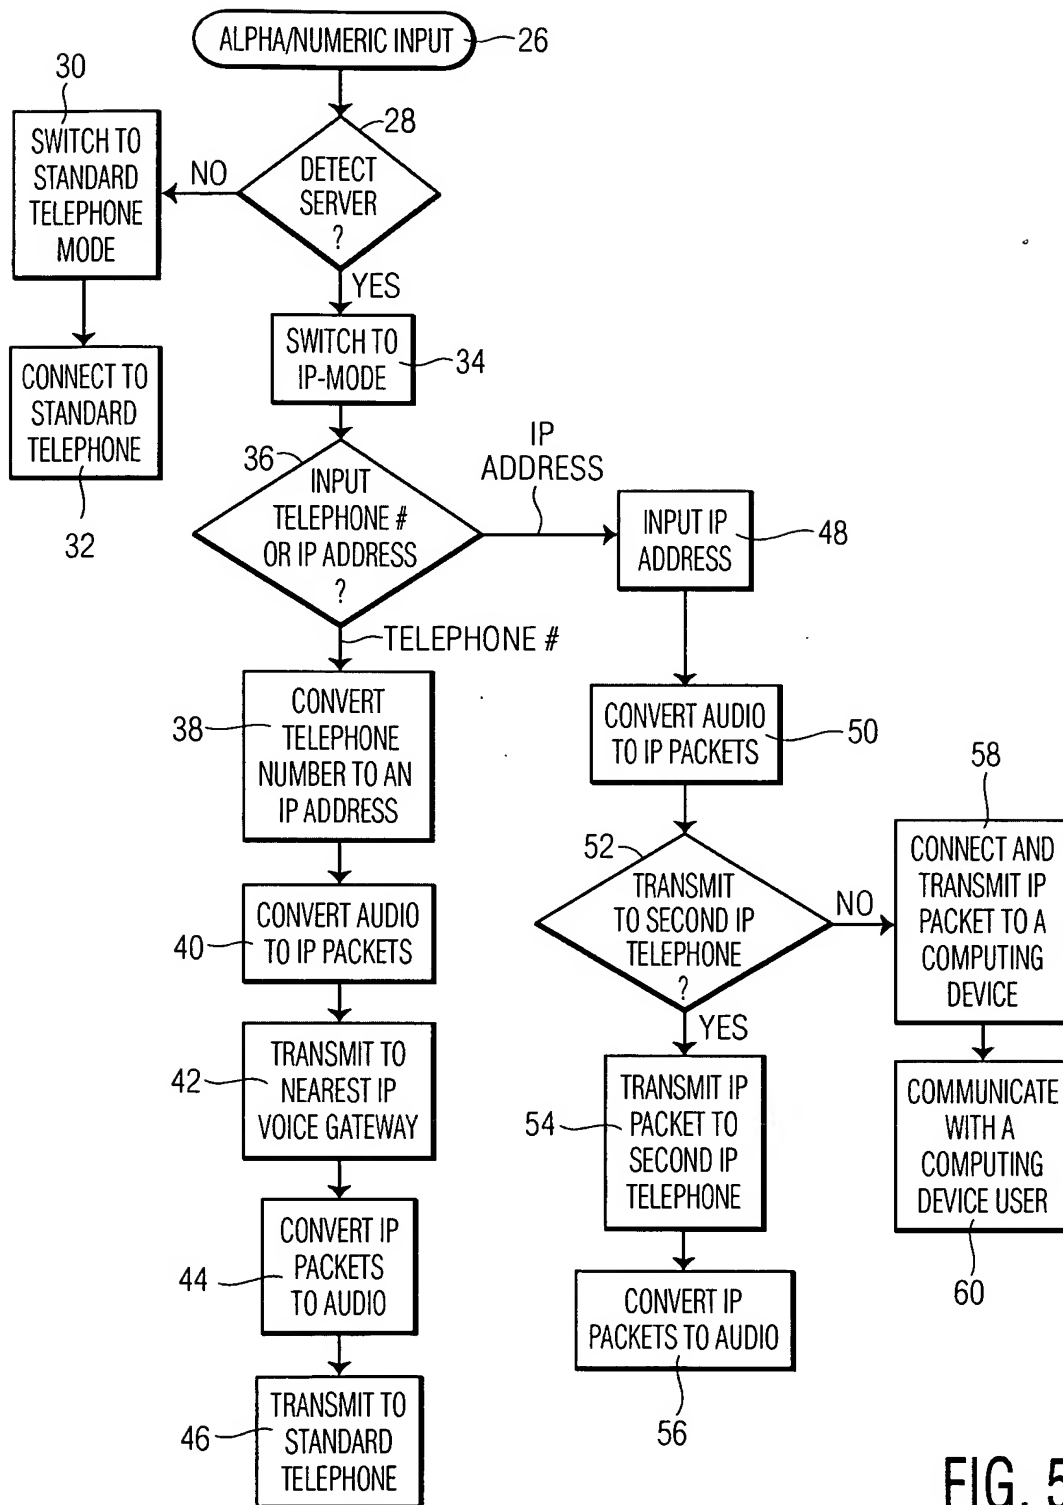 ALPHA/NUMERIC INPUT
26
28
DETECT
SERVER
?
NO
30
SWITCH TO
STANDARD
TELEPHONE
MODE
CONNECT TO
STANDARD
TELEPHONE
32
YES
SWITCH TO
IP-MODE
34
36
INPUT
TELEPHONE #
OR IP ADDRESS
?
IP
ADDRESS
INPUT IP
ADDRESS
48
TELEPHONE #
38
CONVERT
TELEPHONE
NUMBER TO AN
IP ADDRESS
40
CONVERT AUDIO
TO IP PACKETS
42
TRANSMIT TO
NEAREST IP
VOICE GATEWAY
44
CONVERT IP
PACKETS
TO AUDIO
46
TRANSMIT TO
STANDARD
TELEPHONE
CONVERT AUDIO
TO IP PACKETS
50
52
TRANSMIT
TO SECOND IP
TELEPHONE
?
NO
YES
54
TRANSMIT IP
PACKET TO
SECOND IP
TELEPHONE
CONVERT IP
PACKETS TO AUDIO
56
58
CONNECT AND
TRANSMIT IP
PACKET TO A
COMPUTING
DEVICE
COMMUNICATE
WITH A
COMPUTING
DEVICE USER
60
FIG. 5